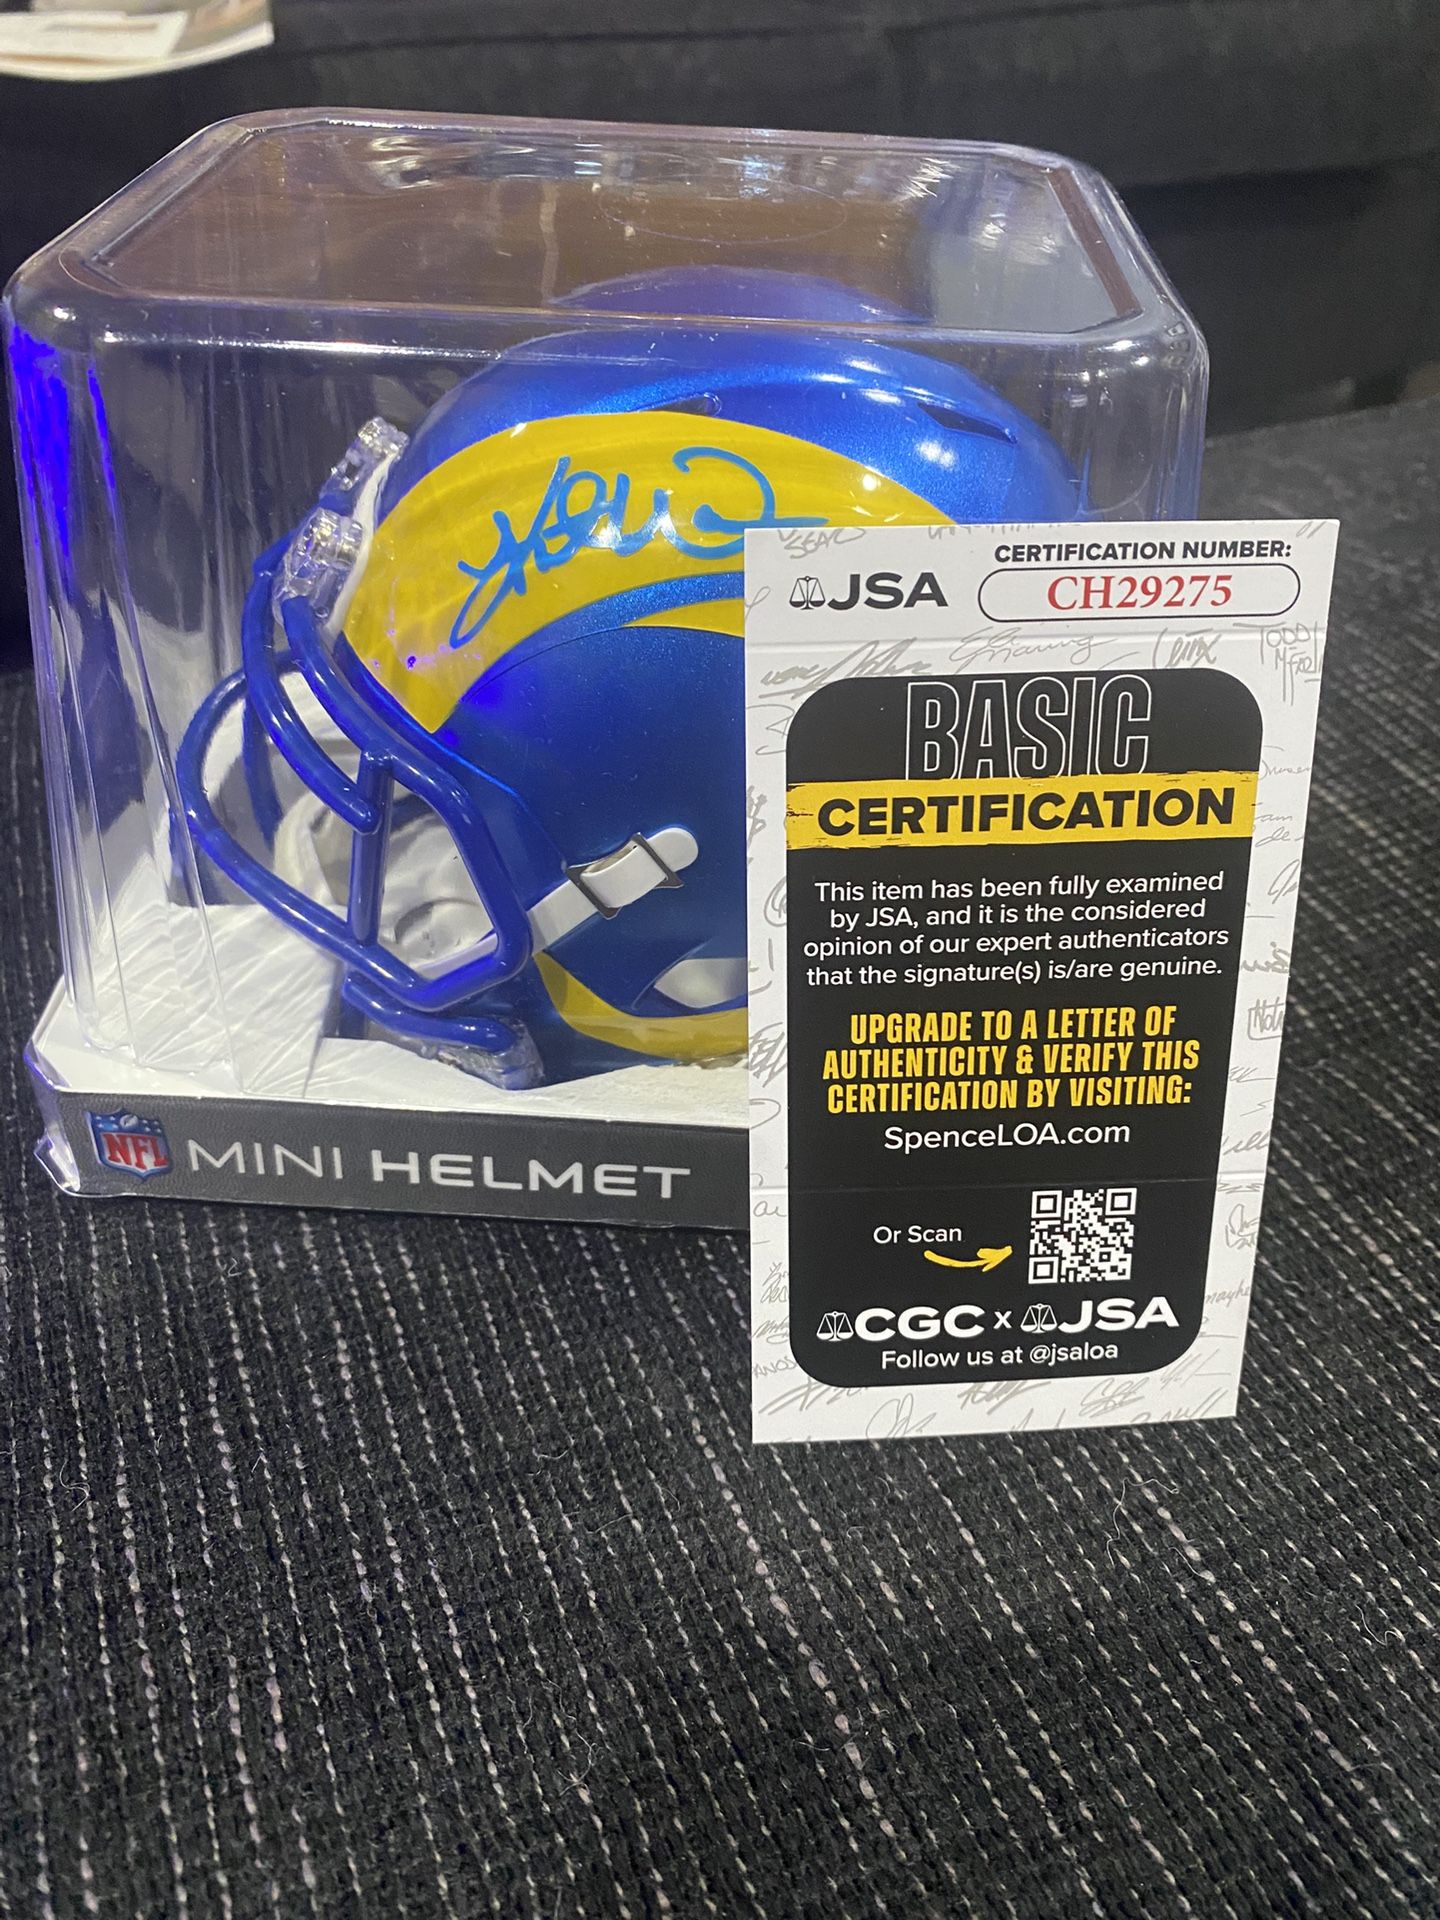 JSA
CERTIFICATION NUMBER:
CH29275
BASIC
CERTIFICATION
This item has been fully examined
by JSA, and it is the considered
opinion of our expert authenticators
that the signature(s) is/are genuine.
UPGRADE TO A LETTER OF
AUTHENTICITY & VERIFY THIS
CERTIFICATION BY VISITING:
SpenceLOA.com
Or Scan
CGC x JSA
Follow us at @jsaloa
NFL MINI HELMET